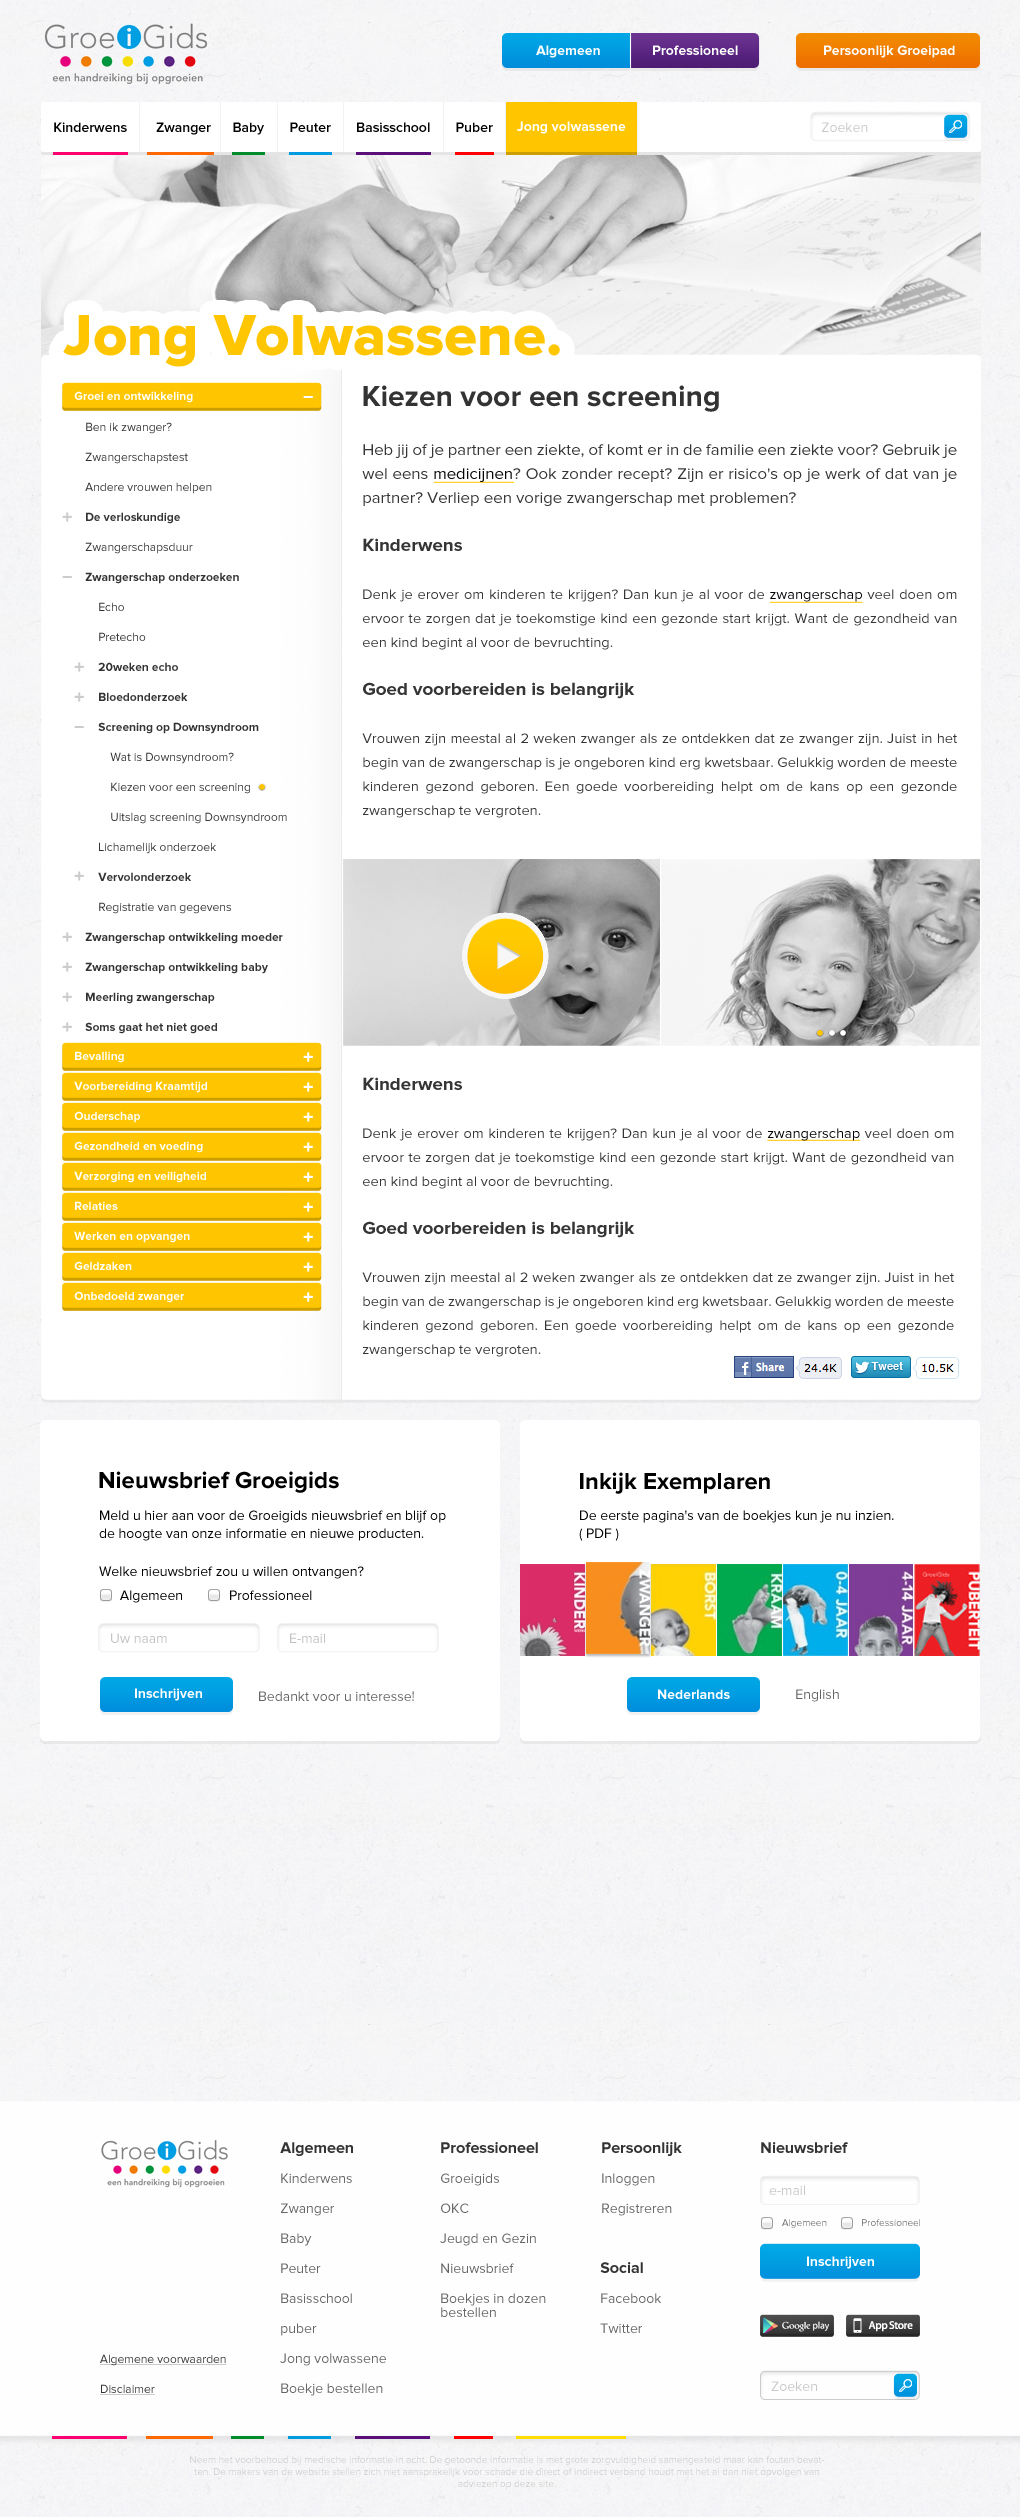 GroeiGids
een handreiking bij opgroeien
Algemeen
Professioneel
Persoonlijk Groeipad
Kinderwens
Zwanger
Baby
Peuter
Basisschool
Puber
Jong volwassene
Zoeken
Jong Volwassene.
Groei en ontwikkeling
Ben ik zwanger?
Zwangerschapstest
Andere vrouwen helpen
De verloskundige
Zwangerschapsduur
Zwangerschap onderzoeken
Echo
Pretecho
20weken echo
Bloedonderzoek
Screening op Downsyndroom
Wat is Downsyndroom?
Kiezen voor een screening
Uitslag screening Downsyndroom
Lichamelijk onderzoek
Vervolonderzoek
Registratie van gegevens
Zwangerschap ontwikkeling moeder
Zwangerschap ontwikkeling baby
Meerling zwangerschap
Soms gaat het niet goed
Bevalling
Voorbereiding Kraamtijd
Ouderschap
Gezondheid en voeding
Verzorging en veiligheid
Relaties
Werken en opvangen
Geldzaken
Onbedoeld zwanger
Kiezen voor een screening
Heb jij of je partner een ziekte, of komt er in de familie een ziekte voor? Gebruik je
wel eens medicijnen? Ook zonder recept? Zijn er risico's op je werk of dat van je
partner? Verliep een vorige zwangerschap met problemen?
Kinderwens
Denk je erover om kinderen te krijgen? Dan kun je al voor de zwangerschap veel doen om
ervoor te zorgen dat je toekomstige kind een gezonde start krijgt. Want de gezondheid van
een kind begint al voor de bevruchting.
Goed voorbereiden is belangrijk
Vrouwen zijn meestal al 2 weken zwanger als ze ontdekken dat ze zwanger zijn. Juist in het
begin van de zwangerschap is je ongeboren kind erg kwetsbaar. Gelukkig worden de meeste
kinderen gezond geboren. Een goede voorbereiding helpt om de kans op een gezonde
zwangerschap te vergroten.
Kinderwens
Denk je erover om kinderen te krijgen? Dan kun je al voor de zwangerschap veel doen om
ervoor te zorgen dat je toekomstige kind een gezonde start krijgt. Want de gezondheid van
een kind begint al voor de bevruchting.
Goed voorbereiden is belangrijk
Vrouwen zijn meestal al 2 weken zwanger als ze ontdekken dat ze zwanger zijn. Juist in het
begin van de zwangerschap is je ongeboren kind erg kwetsbaar. Gelukkig worden de meeste
kinderen gezond geboren. Een goede voorbereiding helpt om de kans op een gezonde
zwangerschap te vergroten.
Share
24.4K
Tweet
10.5K
Nieuwsbrief Groeigids
Meld u hier aan voor de Groeigids nieuwsbrief en blijf op
de hoogte van onze informatie en nieuwe producten.
Welke nieuwsbrief zou u willen ontvangen?
Algemeen
Professioneel
Uw naam
E-mail
Inschrijven
Bedankt voor u interesse!
Inkijk Exemplaren
De eerste pagina's van de boekjes kun je nu inzien.
( PDF )
KINDER
WANGER
BORST
KRAAM
0-4 JAAR
4-14 JAAR
GroeiGids
PUBERTEIT
Nederlands
English
GroeiGids
een handreiking bij opgroeien
Algemene voorwaarden
Disclaimer
Algemeen
Kinderwens
Zwanger
Baby
Peuter
Basisschool
puber
Jong volwassene
Boekje bestellen
Professioneel
Groeigids
OKC
Jeugd en Gezin
Nieuwsbrief
Boekjes in dozen
bestellen
Persoonlijk
Inloggen
Registreren
Social
Facebook
Twitter
Nieuwsbrief
e-mail
Algemeen
Professioneel
Inschrijven
Google play
App Store
Zoeken
Neem het voorbehoud bij medische informatie in acht. De getoonde informatie is met grote zorgvuldigheid samengesteld maar kan fouten bevat-
ten. De makers van de website stellen zich niet aansprakelijk voor schade die direct of indirect verband houdt met het al dan niet opvolgen van
adviezen op deze site.